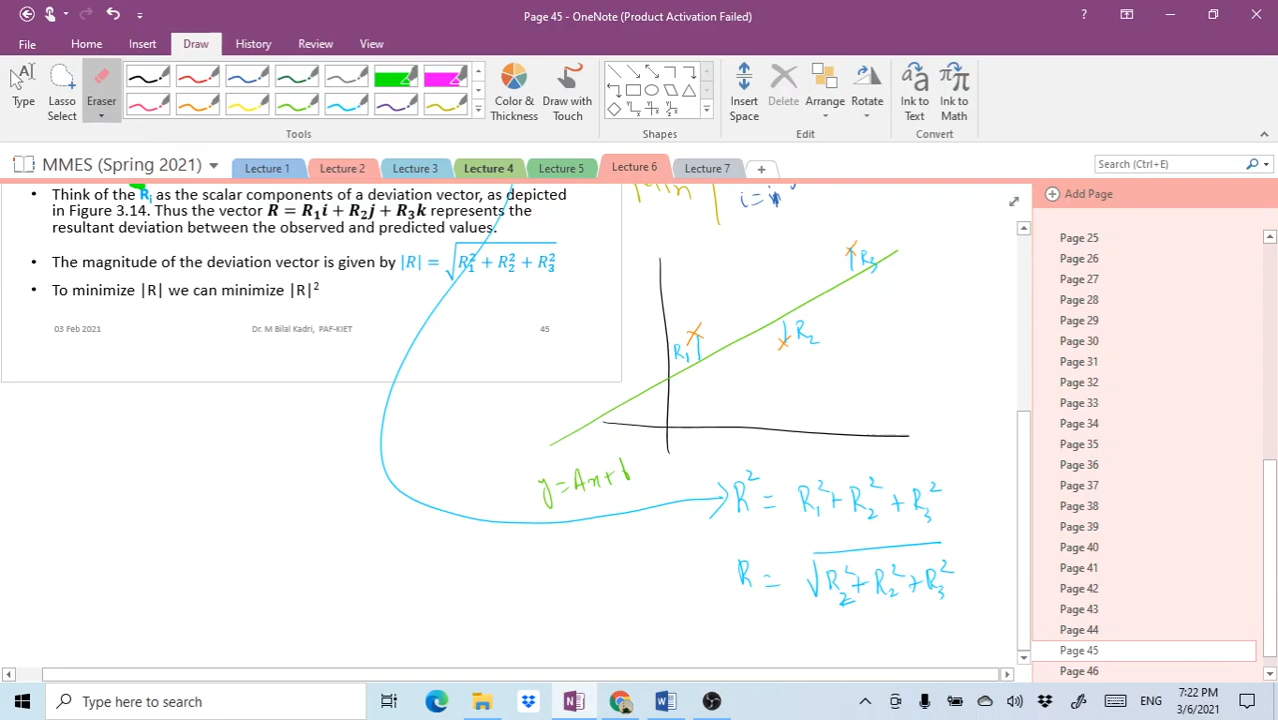 Page 45 - OneNote (Product Activation Failed)
?
File Home Insert Draw History Review View
Type Lasso Select Eraser Color & Thickness Draw with Touch Insert Space Delete Arrange Rotate Ink to Text Ink to Math
Tools Shapes Edit Convert
MMES (Spring 2021) Lecture 1 Lecture 2 Lecture 3 Lecture 4 Lecture 5 Lecture 6 Lecture 7 Search (Ctrl+E)
• Think of the Rᵢ as the scalar components of a deviation vector, as depicted
in Figure 3.14. Thus the vector R = R₁i + R₂j + R₃k represents the
resultant deviation between the observed and predicted values.
• The magnitude of the deviation vector is given by |R| = √(R₁² + R₂² + R₃²)
• To minimize |R| we can minimize |R|²
03 Feb 2021 Dr. M Bilal Kadri, PAF-KIET 45
R₃
R₂
R₁
R² = R₁² + R₂² + R₃²
R = √(R₂² + R₂² + R₃²)
Add Page
Page 25
Page 26
Page 27
Page 28
Page 29
Page 30
Page 31
Page 32
Page 33
Page 34
Page 35
Page 36
Page 37
Page 38
Page 39
Page 40
Page 41
Page 42
Page 43
Page 44
Page 45
Page 46
Type here to search
ENG
7:22 PM
3/6/2021